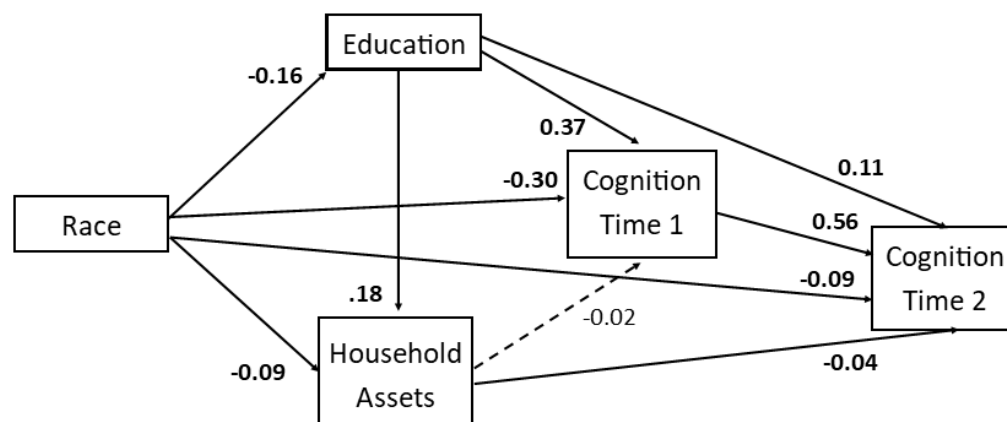 Education
-0.16
0.37
Cognition
Time 1
-0.30
0.11
Race
0.56
Cognition
Time 2
-0.09
.18
-0.02
Household
Assets
-0.09
-0.04